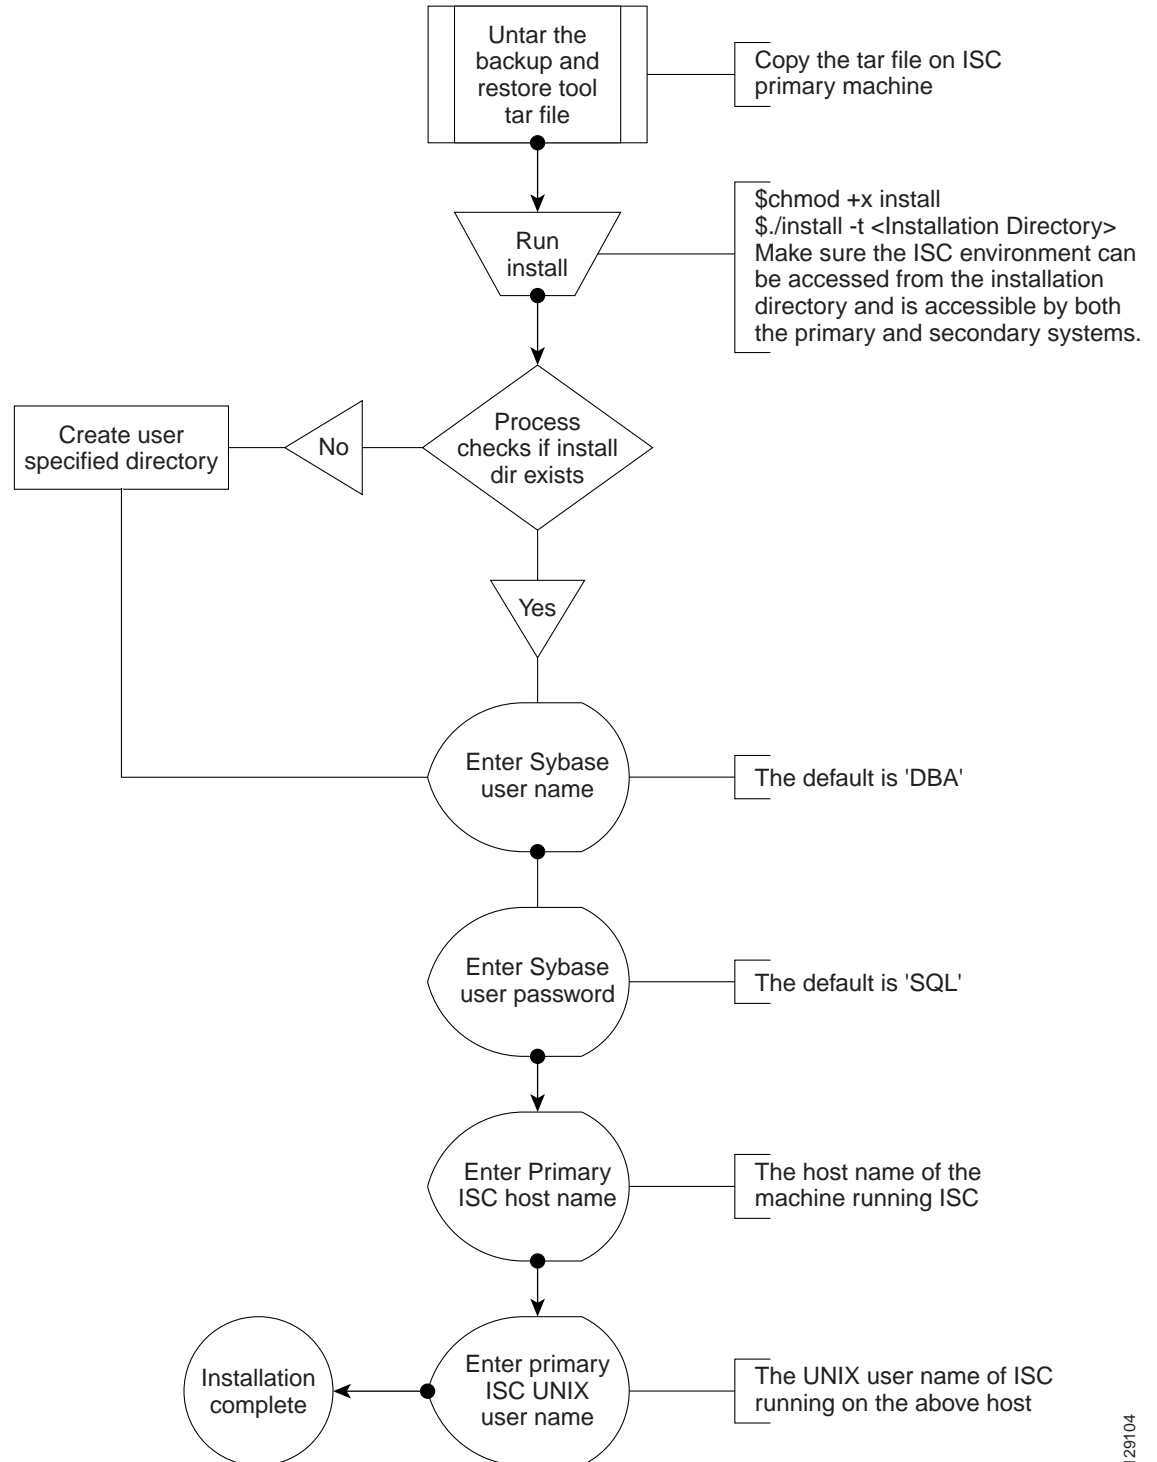 Untar the
backup and
restore tool
tar file
Copy the tar file on ISC
primary machine
Run
install
$chmod +x install
$./install -t <Installation Directory>
Make sure the ISC environment can
be accessed from the installation
directory and is accessible by both
the primary and secondary systems.
Process
checks if install
dir exists
No
Create user
specified directory
Yes
Enter Sybase
user name
The default is 'DBA'
Enter Sybase
user password
The default is 'SQL'
Enter Primary
ISC host name
The host name of the
machine running ISC
Enter primary
ISC UNIX
user name
The UNIX user name of ISC
running on the above host
Installation
complete
129104